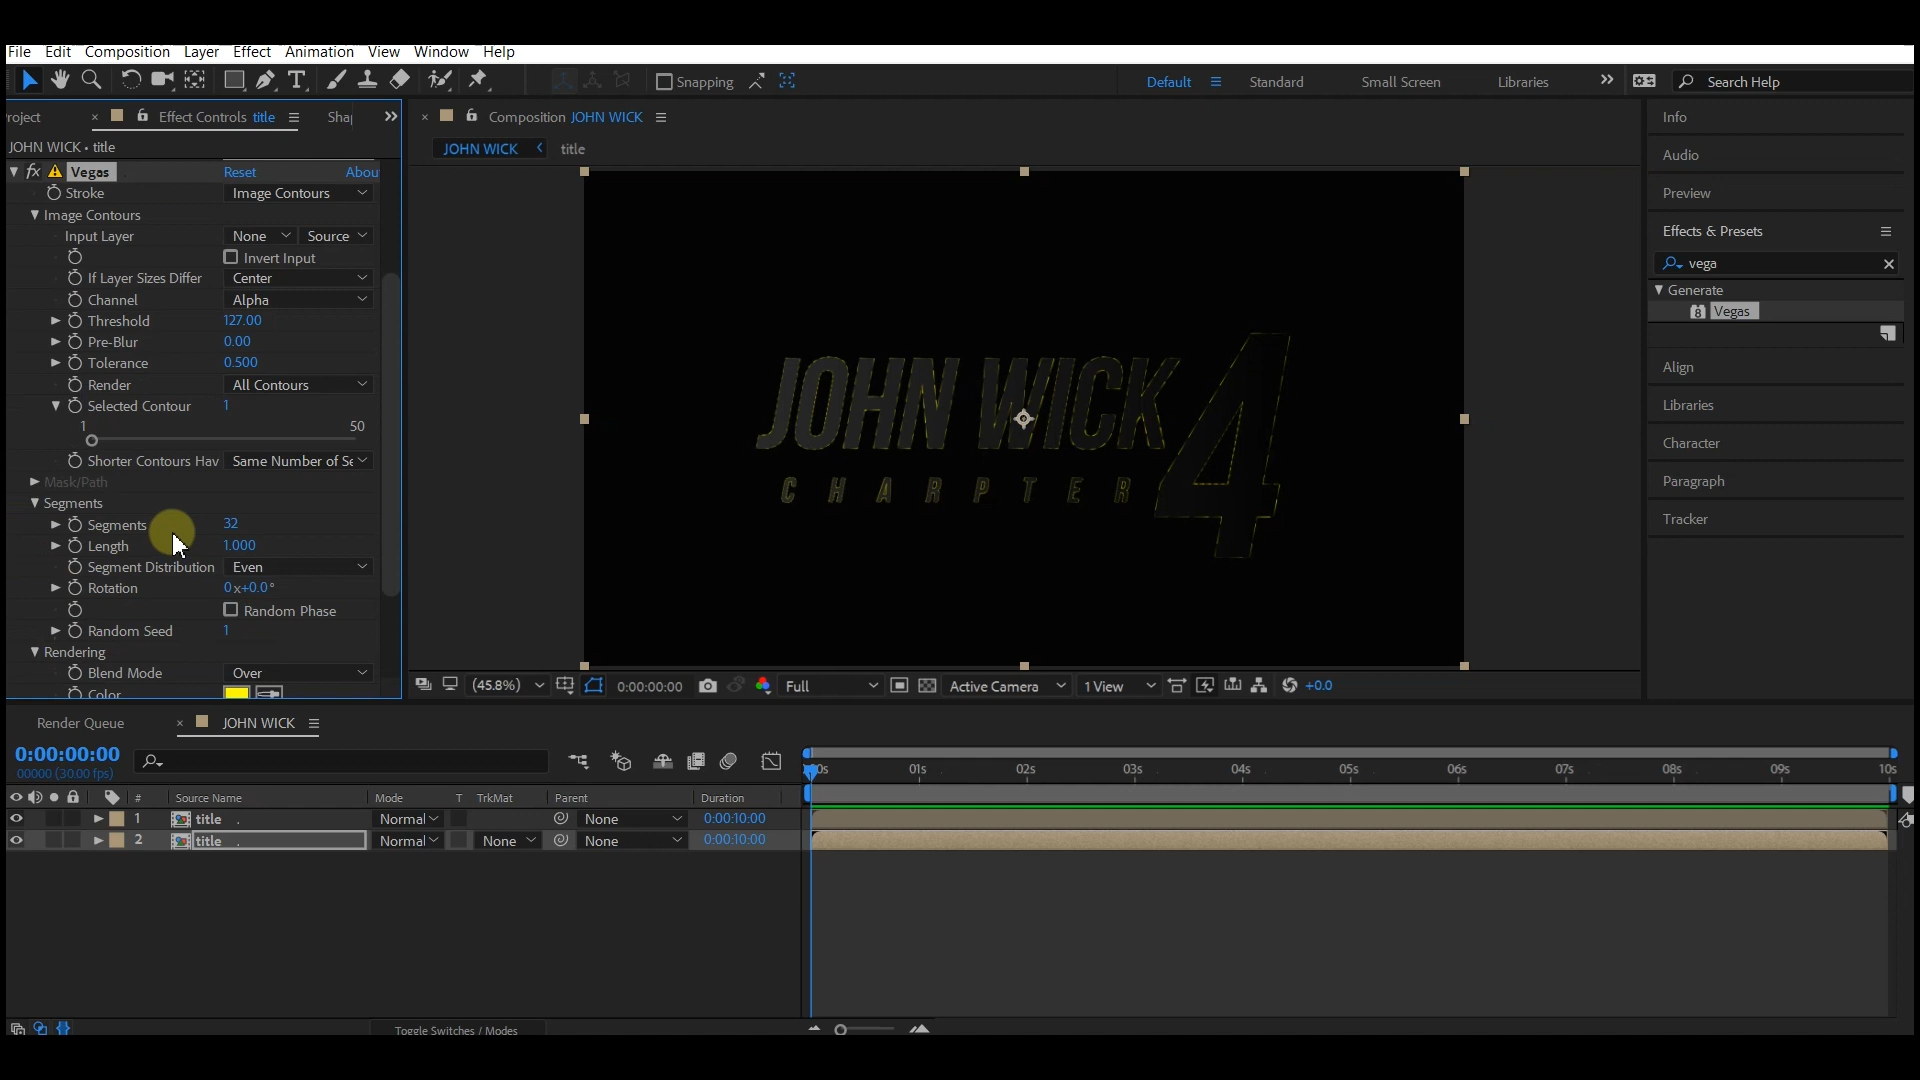 File Edit Composition Layer Effect Animation View Window Help
Snapping Default Standard Small Screen Libraries Search Help
roject Effect Controls title Sha
Composition JOHN WICK
JOHN WICK • title
JOHN WICK title
Vegas Reset Abou
Stroke Image Contours
Image Contours
Input Layer None Source
Invert Input
If Layer Sizes Differ Center
Channel Alpha
Threshold 127.00
Pre-Blur 0.00
Tolerance 0.500
Render All Contours
Selected Contour 1
1 50
Shorter Contours Hav Same Number of Se
Mask/Path
Segments
Segments 32
Length 1.000
Segment Distribution Even
Rotation 0x+0.0°
Random Phase
Random Seed 1
Rendering
Blend Mode Over
Color
JOHN WICK 4
CHARPTER
(45.8%) 0:00:00:00 Full Active Camera 1 View +0.0
Info
Audio
Preview
Effects & Presets
vega
Generate
8 Vegas
Align
Libraries
Character
Paragraph
Tracker
Render Queue JOHN WICK
0:00:00:00
00000 (30.00 fps)
00s 01s 02s 03s 04s 05s 06s 07s 08s 09s 10s
# Source Name Mode T TrkMat Parent Duration
1 title . Normal None 0:00:10:00
2 title . Normal None None 0:00:10:00
Toggle Switches / Modes